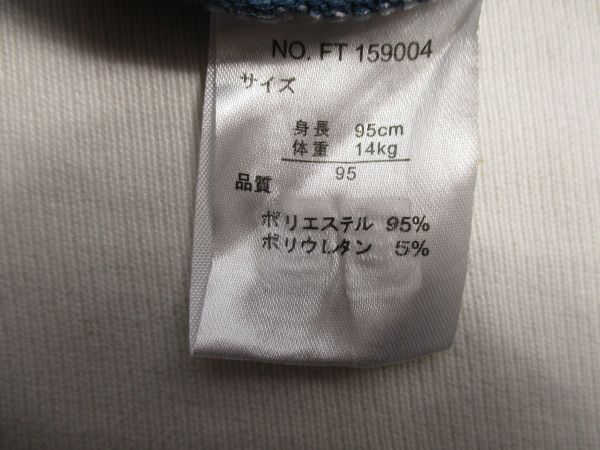 NO. FT 159004
サイズ
身長 95cm
体重 14kg
95
品質
ポリエステル 95%
ポリウレタン 5%